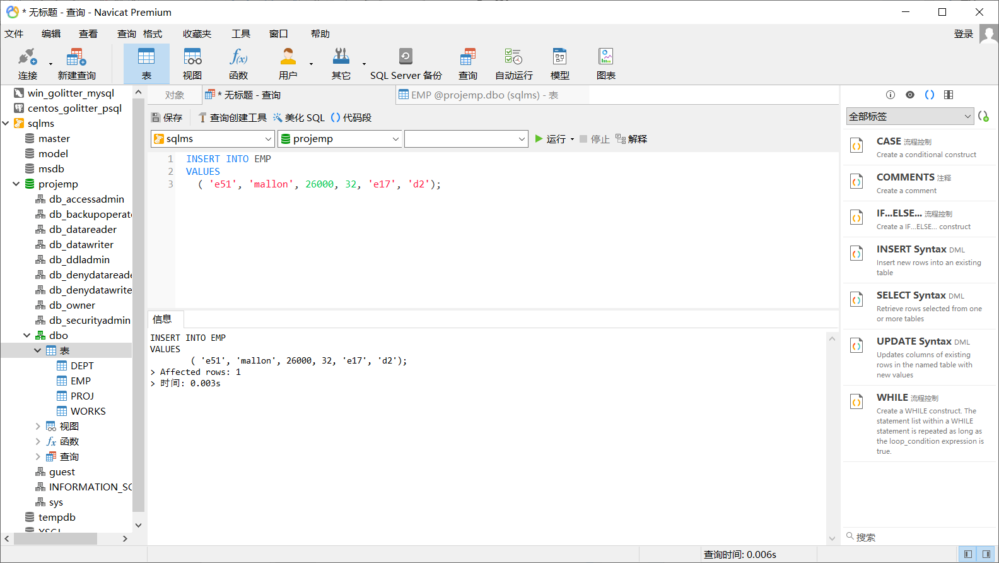 * 无标题 - 查询 - Navicat Premium
文件 编辑 查看 查询 格式 收藏夹 工具 窗口 帮助 登录
连接 新建查询 表 视图 函数 用户 其它 SQL Server 备份 查询 自动运行 模型 图表
win_golitter_mysql
centos_golitter_psql
sqlms
master
model
msdb
projemp
db_accessadmin
db_backupoperat
db_datareader
db_datawriter
db_ddladmin
db_denydatareade
db_denydatawrite
db_owner
db_securityadmin
dbo
表
DEPT
EMP
PROJ
WORKS
视图
fx 函数
查询
guest
INFORMATION_SC
sys
tempdb
对象 * 无标题 - 查询 EMP @projemp.dbo (sqlms) - 表
保存 查询创建工具 美化 SQL () 代码段
sqlms projemp 运行 停止 解释
1 INSERT INTO EMP
2 VALUES
3 ( 'e51', 'mallon', 26000, 32, 'e17', 'd2');
信息
INSERT INTO EMP
VALUES
( 'e51', 'mallon', 26000, 32, 'e17', 'd2');
> Affected rows: 1
> 时间: 0.003s
全部标签
CASE 流程控制
Create a conditional construct
COMMENTS 注释
Create a comment
IF...ELSE... 流程控制
Create a IF...ELSE... construct
INSERT Syntax DML
Insert new rows into an existing
table
SELECT Syntax DML
Retrieve rows selected from one
or more tables
UPDATE Syntax DML
Updates columns of existing
rows in the named table with
new values
WHILE 流程控制
Create a WHILE construct. The
statement list within a WHILE
statement is repeated as long as
the loop_condition expression is
true.
搜索
查询时间: 0.006s